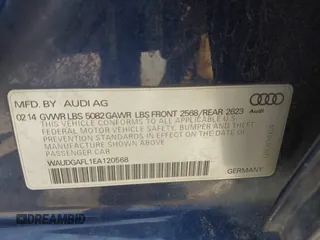 MFD. BY AUDI AG
02 14 GVWR LBS 5082 GAWR LBS FRONT 2568/REAR 2623
THIS VEHICLE CONFORMS TO ALL APPLICABLE U.S.
FEDERAL MOTOR VEHICLE SAFETY, BUMPER AND THEFT
PREVENTION STANDARDS IN EFFECT
ON THE DATE OF MANUFACTURE SHOWN ABOVE
PASSENGER CAR
WAUDGAFL1EA120568
GERMANY
DREAMBID